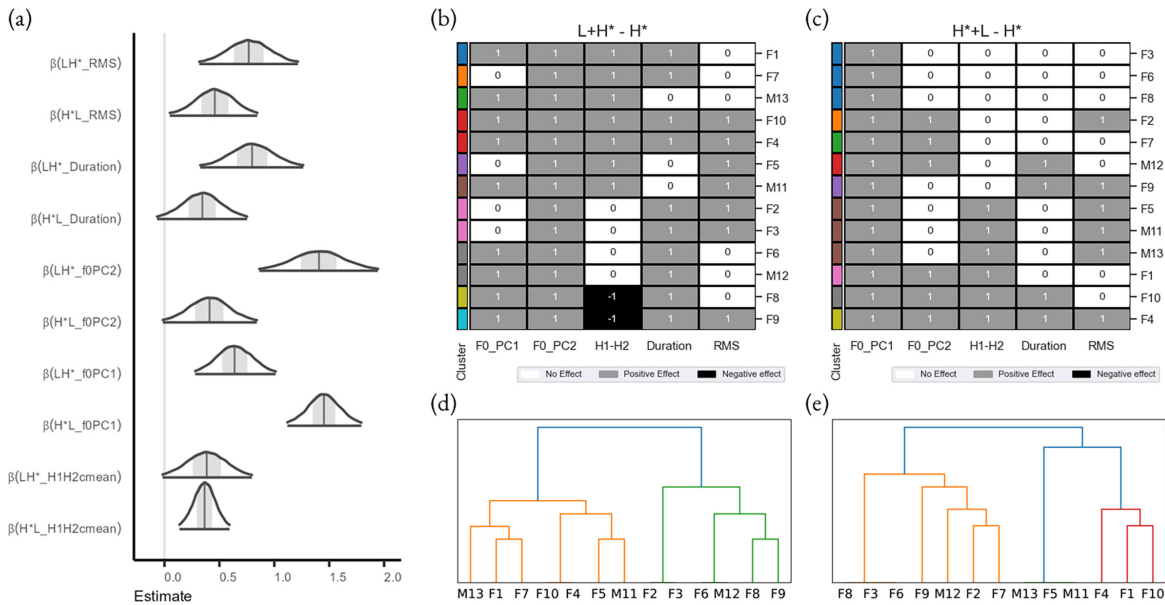 (a)
β(LH*_RMS)
β(H*L_RMS)
β(LH*_Duration)
β(H*L_Duration)
β(LH*_f0PC2)
β(H*L_f0PC2)
β(LH*_f0PC1)
β(H*L_f0PC1)
β(LH*_H1H2cmean)
β(H*L_H1H2cmean)
0.0 0.5 1.0 1.5 2.0
Estimate
(b)
L+H* - H*
1 1 1 1 0 F1
0 1 1 1 0 F7
1 1 1 0 0 M13
1 1 1 1 1 F10
1 1 1 1 1 F4
0 1 1 0 1 F5
1 1 1 0 1 M11
0 1 0 1 1 F2
0 1 0 1 1 F3
1 1 0 1 0 F6
1 1 0 1 0 M12
1 1 -1 1 0 F8
1 1 -1 1 1 F9
Cluster F0_PC1 F0_PC2 H1-H2 Duration RMS
No Effect Positive Effect Negative effect
(c)
H*+L - H*
1 0 0 0 0 F3
1 0 0 0 0 F6
1 0 0 0 0 F8
1 1 0 0 1 F2
1 1 0 0 0 F7
1 1 0 1 0 M12
1 0 0 1 1 F9
1 0 1 0 1 F5
1 0 1 0 1 M11
1 0 1 0 1 M13
1 1 1 0 0 F1
1 1 1 1 0 F10
1 1 1 1 1 F4
Cluster F0_PC1 F0_PC2 H1-H2 Duration RMS
No Effect Positive Effect Negative effect
(d)
M13 F1 F7 F10 F4 F5 M11 F2 F3 F6 M12 F8 F9
(e)
F8 F3 F6 F9 M12 F2 F7 M13 F5 M11 F4 F1 F10